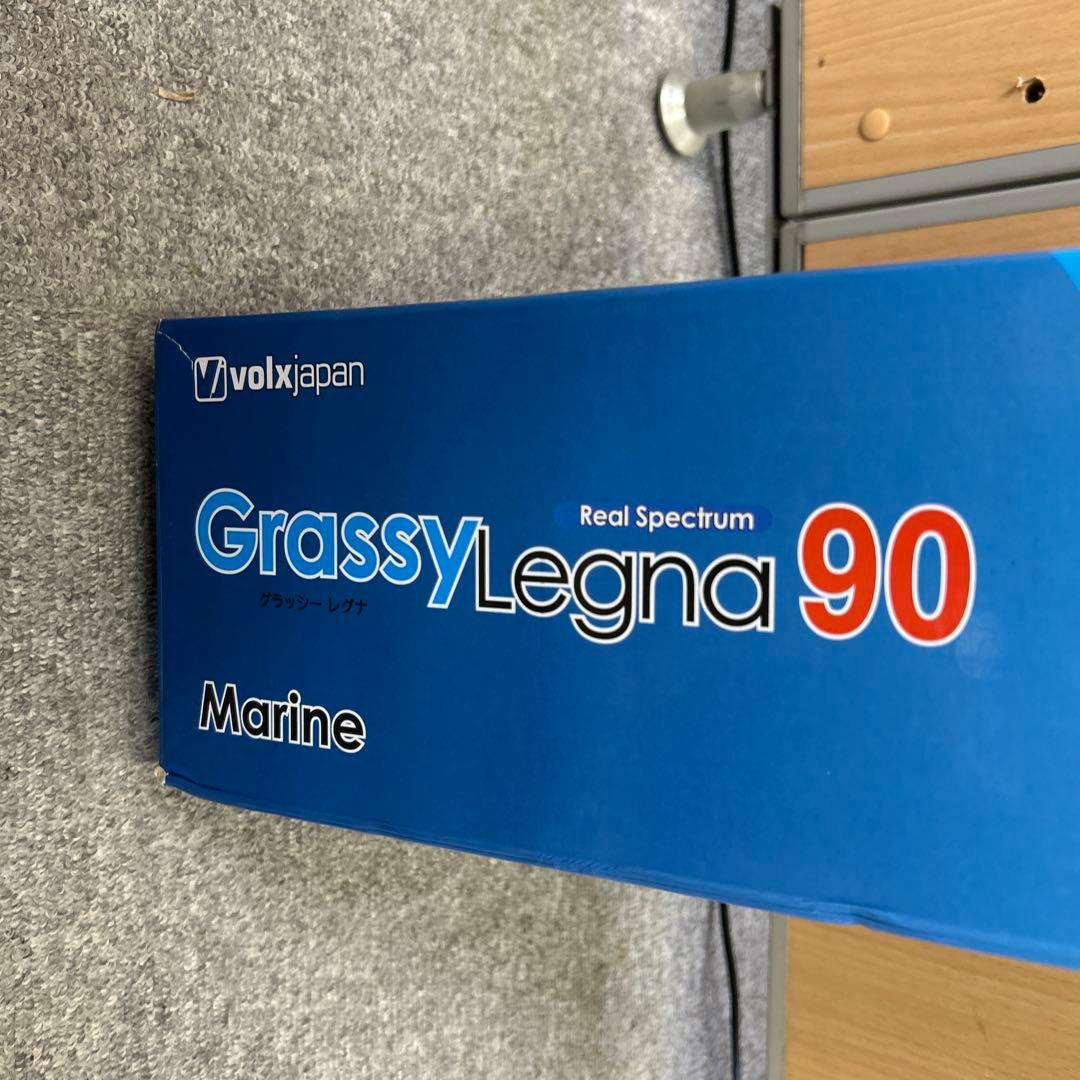 volxjapan
Real Spectrum
GrassyLegna 90
グラッシー レグナ
Marine